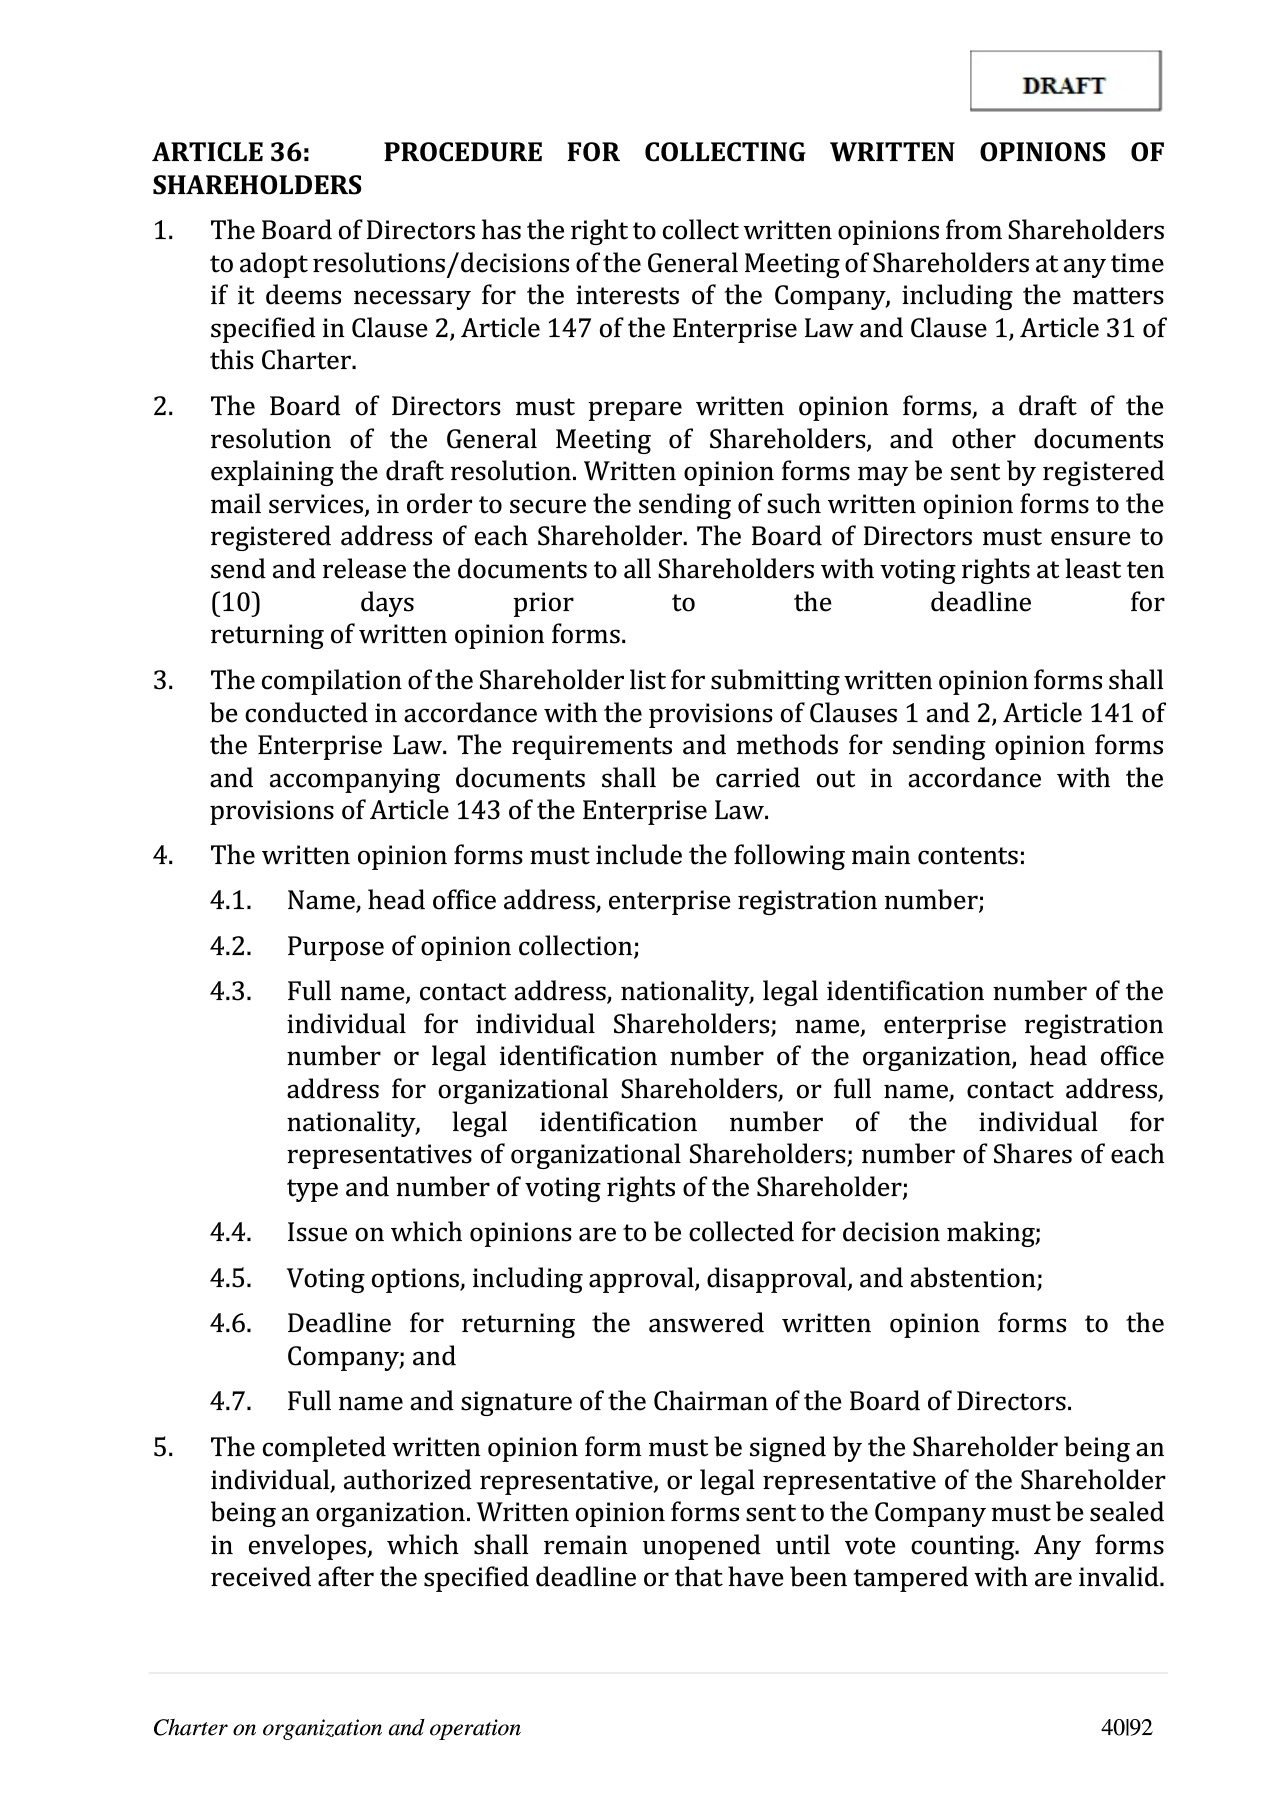 DRAFT
ARTICLE 36: PROCEDURE FOR COLLECTING WRITTEN OPINIONS OF
SHAREHOLDERS
1. The Board of Directors has the right to collect written opinions from Shareholders
to adopt resolutions/decisions of the General Meeting of Shareholders at any time
if it deems necessary for the interests of the Company, including the matters
specified in Clause 2, Article 147 of the Enterprise Law and Clause 1, Article 31 of
this Charter.
2. The Board of Directors must prepare written opinion forms, a draft of the
resolution of the General Meeting of Shareholders, and other documents
explaining the draft resolution. Written opinion forms may be sent by registered
mail services, in order to secure the sending of such written opinion forms to the
registered address of each Shareholder. The Board of Directors must ensure to
send and release the documents to all Shareholders with voting rights at least ten
(10) days prior to the deadline for
returning of written opinion forms.
3. The compilation of the Shareholder list for submitting written opinion forms shall
be conducted in accordance with the provisions of Clauses 1 and 2, Article 141 of
the Enterprise Law. The requirements and methods for sending opinion forms
and accompanying documents shall be carried out in accordance with the
provisions of Article 143 of the Enterprise Law.
4. The written opinion forms must include the following main contents:
4.1. Name, head office address, enterprise registration number;
4.2. Purpose of opinion collection;
4.3. Full name, contact address, nationality, legal identification number of the
individual for individual Shareholders; name, enterprise registration
number or legal identification number of the organization, head office
address for organizational Shareholders, or full name, contact address,
nationality, legal identification number of the individual for
representatives of organizational Shareholders; number of Shares of each
type and number of voting rights of the Shareholder;
4.4. Issue on which opinions are to be collected for decision making;
4.5. Voting options, including approval, disapproval, and abstention;
4.6. Deadline for returning the answered written opinion forms to the
Company; and
4.7. Full name and signature of the Chairman of the Board of Directors.
5. The completed written opinion form must be signed by the Shareholder being an
individual, authorized representative, or legal representative of the Shareholder
being an organization. Written opinion forms sent to the Company must be sealed
in envelopes, which shall remain unopened until vote counting. Any forms
received after the specified deadline or that have been tampered with are invalid.
Charter on organization and operation 40|92